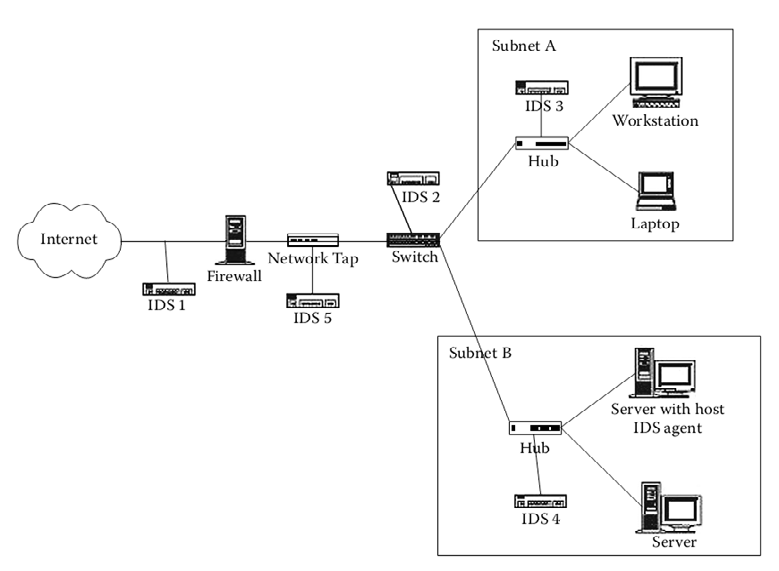 Subnet A
IDS 3
Workstation
Hub
IDS 2
Laptop
Internet
Switch
Network Tap
Firewall
IDS 1
IDS 5
Subnet B
Server with host
IDS agent
Hub
IDS 4
Server